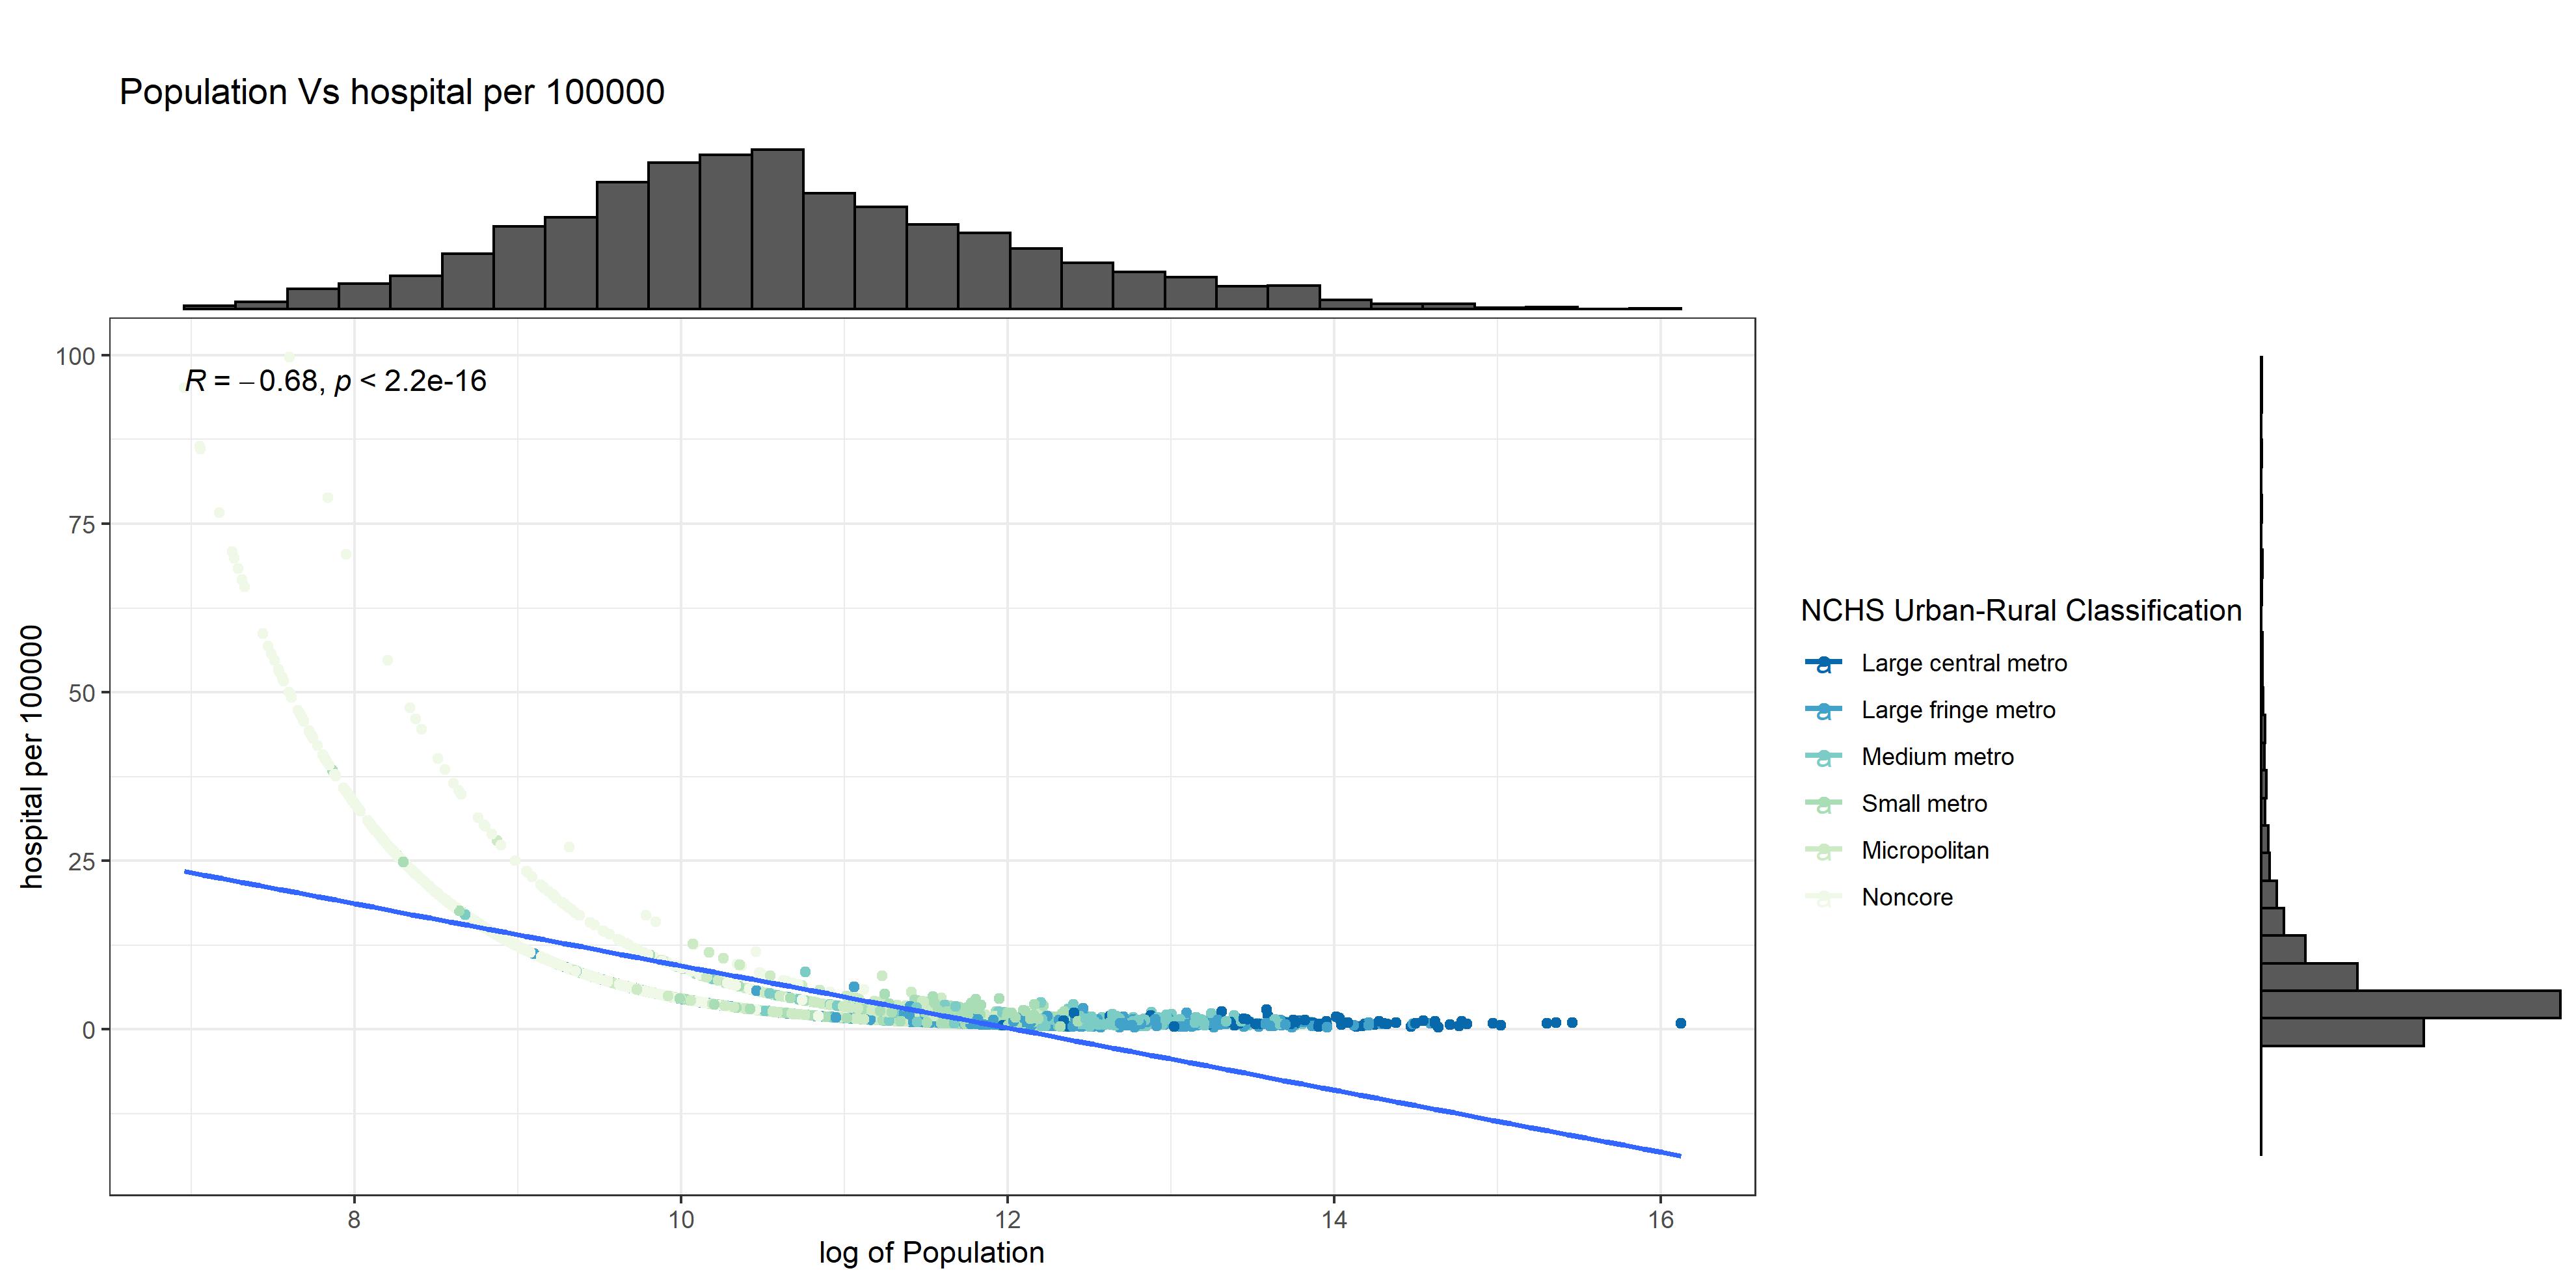 Population Vs hospital per 100000
R = −0.68, p < 2.2e-16
100
75
50
25
0
hospital per 100000
8
10
12
14
16
log of Population
NCHS Urban-Rural Classification
a Large central metro
a Large fringe metro
a Medium metro
a Small metro
a Micropolitan
a Noncore